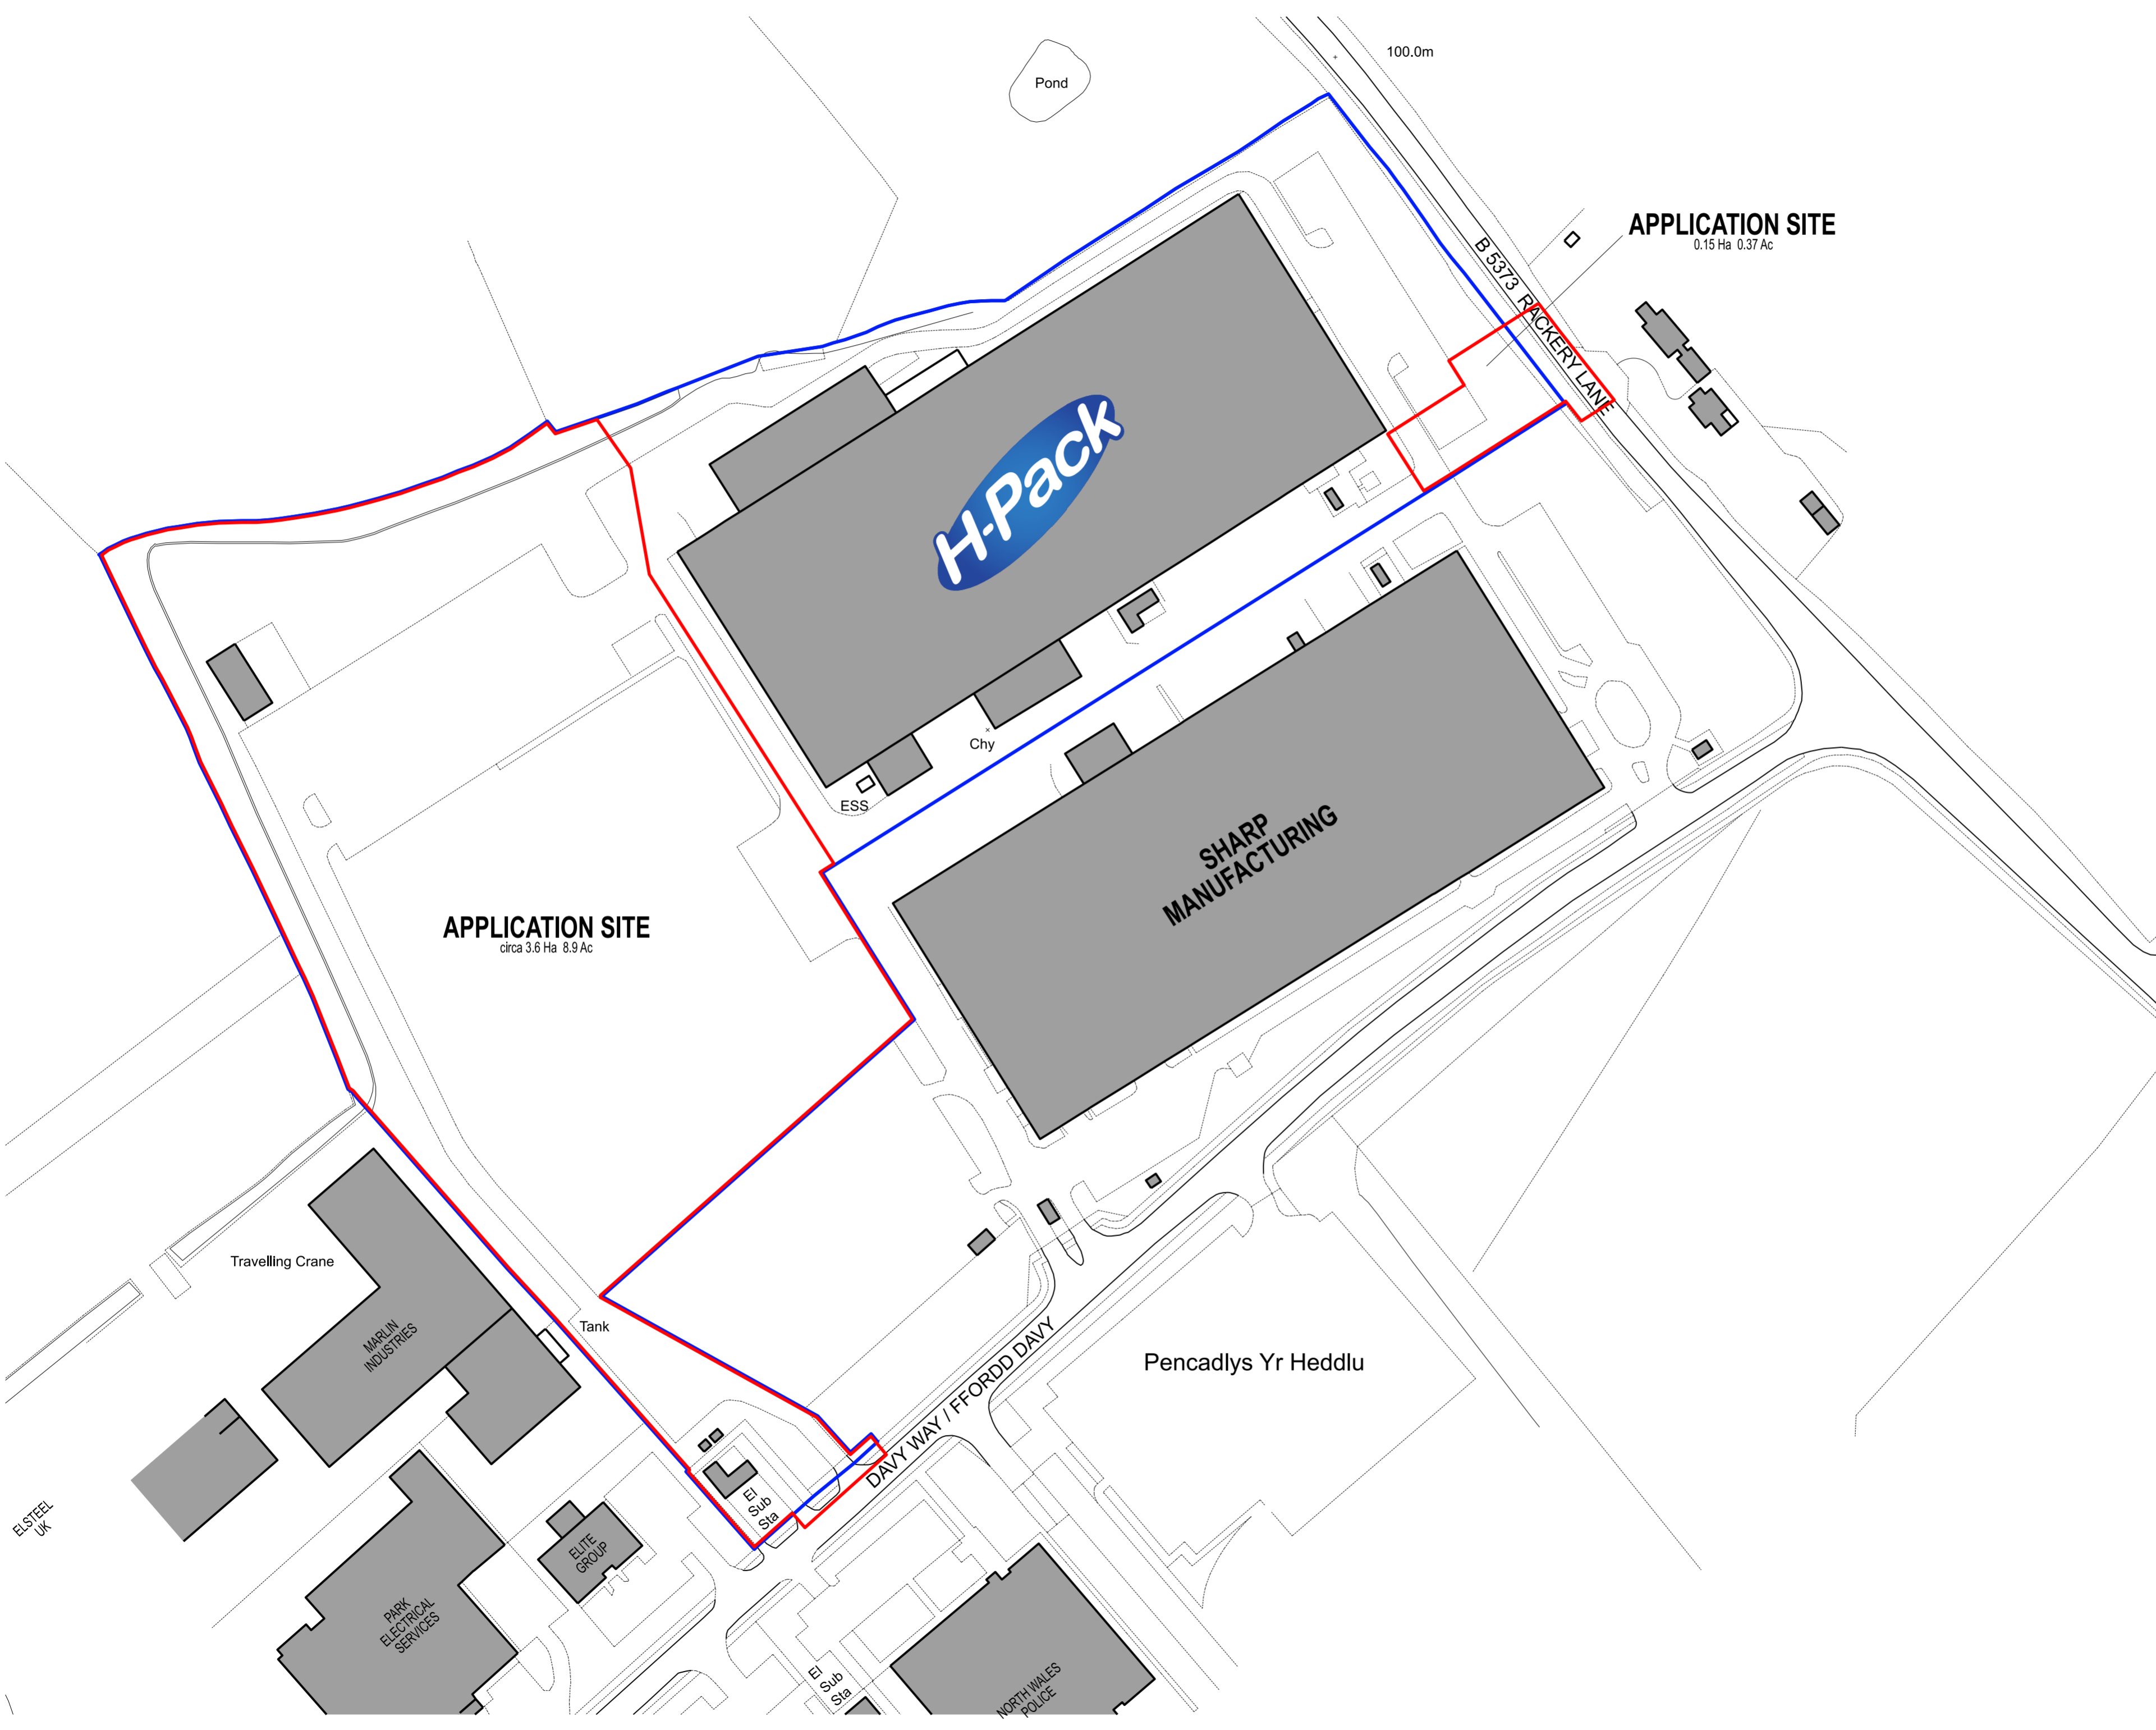 100.0m
Pond
APPLICATION SITE
0.15 Ha 0.37 Ac
B 5373 RACKERY LANE
H-Pack
Chy
ESS
SHARP
MANUFACTURING
APPLICATION SITE
circa 3.6 Ha 8.9 Ac
Travelling Crane
Tank
MARLIN
INDUSTRIES
DAVY WAY / FFORDD DAVY
Pencadlys Yr Heddlu
El
Sub
Sta
ELSTEEL
UK
ELITE
GROUP
PARK
ELECTRICAL
SERVICES
El
Sub
Sta
NORTH WALES
POLICE